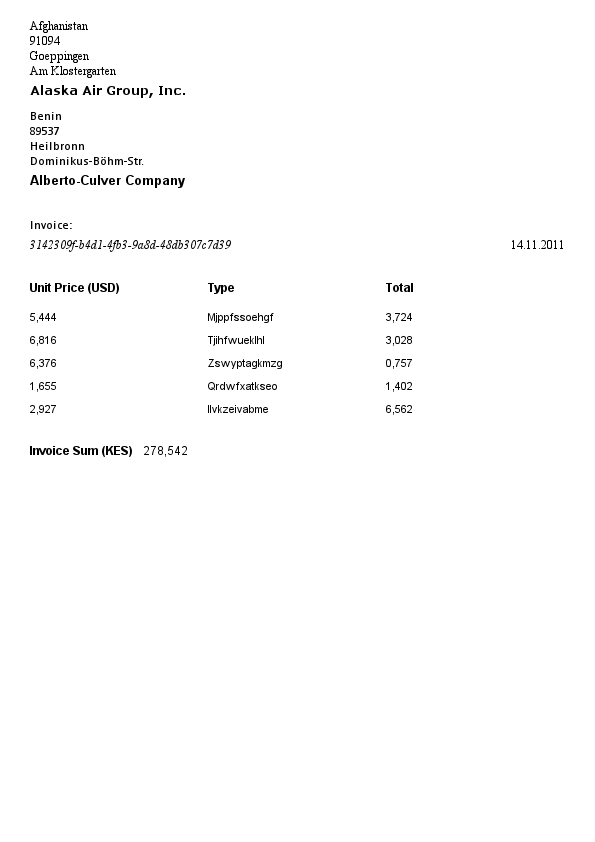 Afghanistan
91094
Goeppingen
Am Klostergarten
Alaska Air Group, Inc.
Benin
89537
Heilbronn
Dominikus-Böhm-Str.
Alberto-Culver Company
Invoice:
3142309f-b4d1-4fb3-9a8d-48db307c7d39 14.11.2011
Unit Price (USD) Type Total
5,444 Mjppfssoehgf 3,724
6,816 Tjihfwueklhl 3,028
6,376 Zswyptagkmzg 0,757
1,655 Qrdwfxatkseo 1,402
2,927 Ilvkzeivabme 6,562
Invoice Sum (KES) 278,542